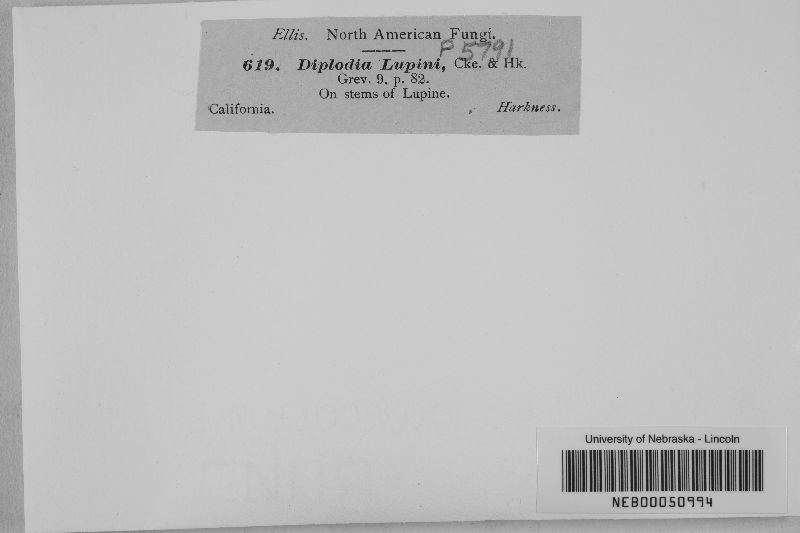 Ellis. North American Fungi.
P 5791
619. Diplodia Lupini, Cke. & Hk.
Grev. 9, p. 82.
On stems of Lupine.
California. Harkness.
University of Nebraska - Lincoln
NEB00050994